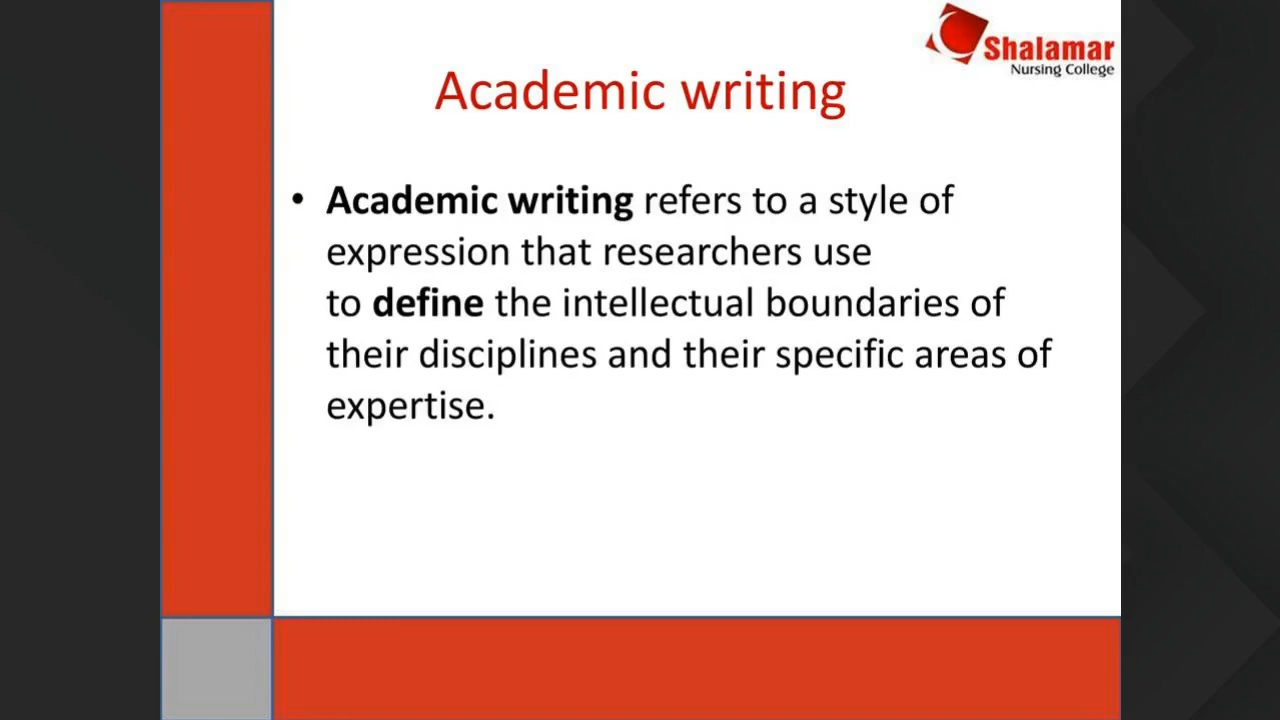 Shalamar
Nursing College
Academic writing
• Academic writing refers to a style of
expression that researchers use
to define the intellectual boundaries of
their disciplines and their specific areas of
expertise.